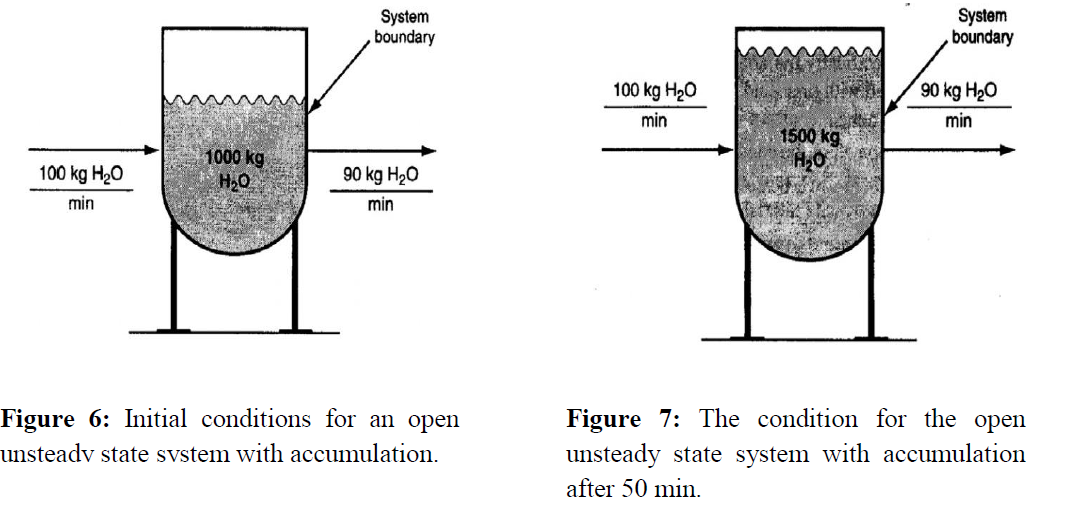 System
boundary
1000 kg
H₂O
100 kg H₂O
min
90 kg H₂O
min
Figure 6: Initial conditions for an open
unsteady state system with accumulation.
System
boundary
100 kg H₂O
min
90 kg H₂O
min
1500 kg
H₂O
Figure 7: The condition for the open
unsteady state system with accumulation
after 50 min.